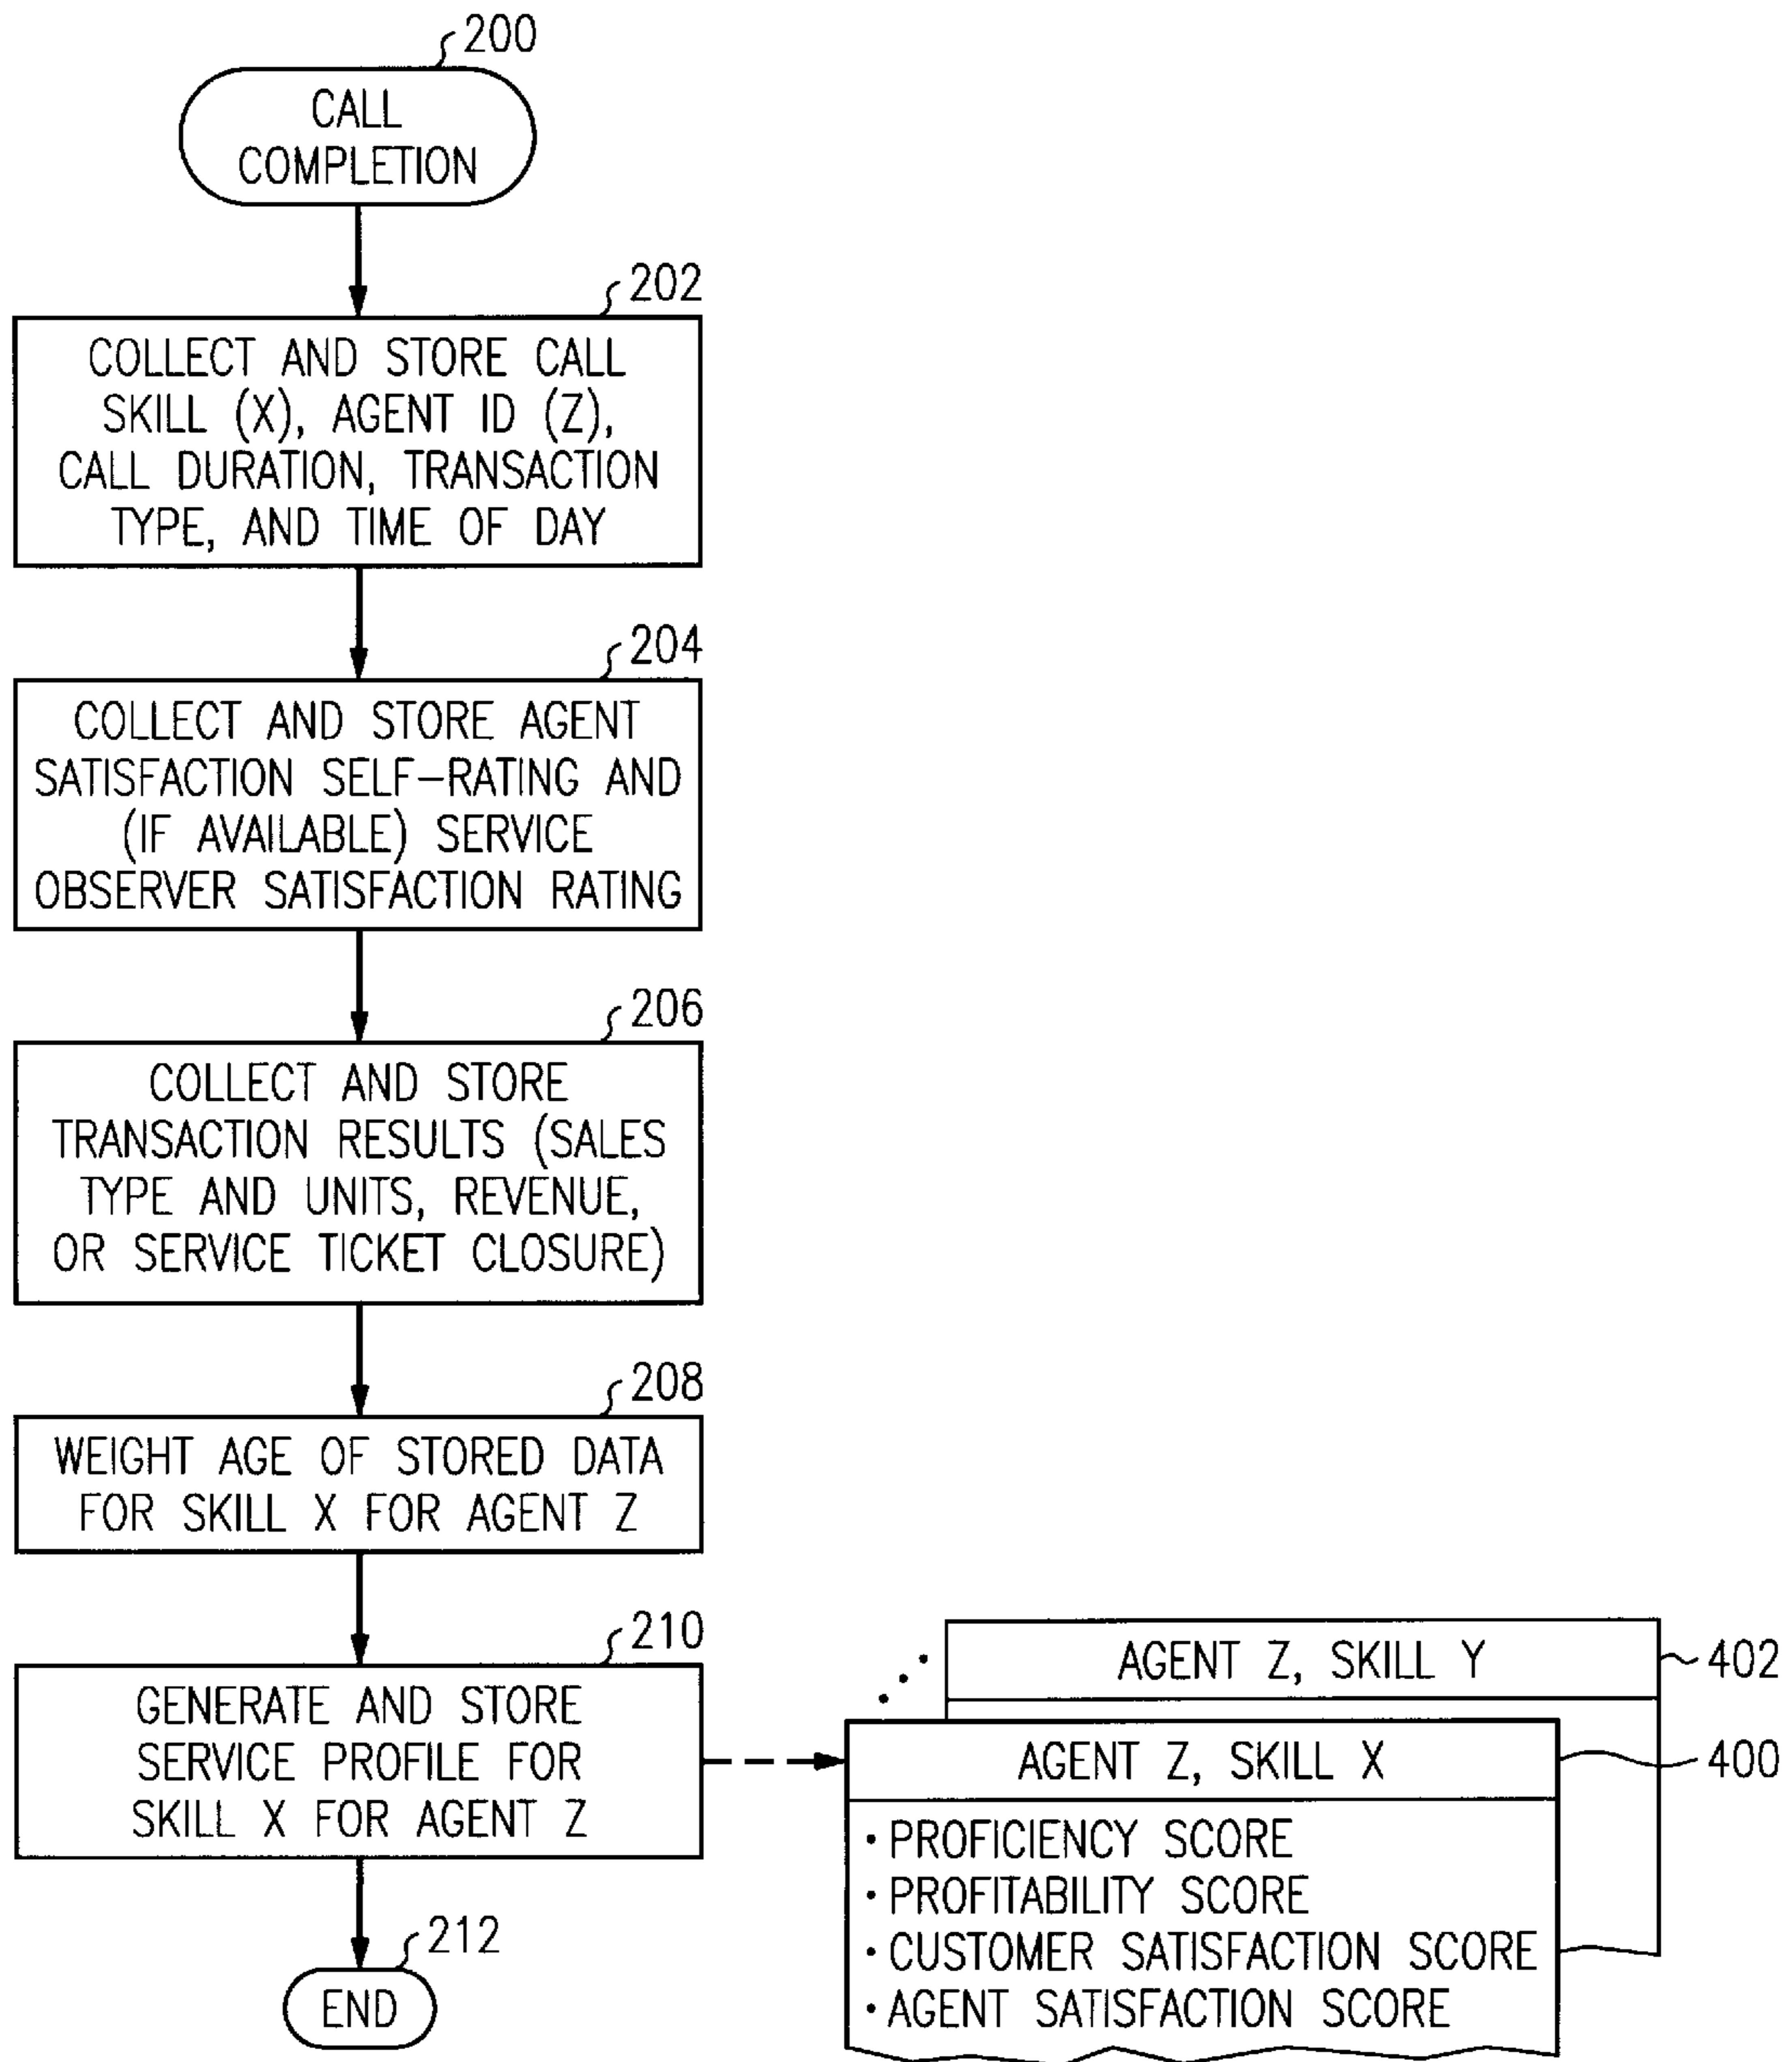 200
CALL
COMPLETION
202
COLLECT AND STORE CALL
SKILL (X), AGENT ID (Z),
CALL DURATION, TRANSACTION
TYPE, AND TIME OF DAY
204
COLLECT AND STORE AGENT
SATISFACTION SELF-RATING AND
(IF AVAILABLE) SERVICE
OBSERVER SATISFACTION RATING
206
COLLECT AND STORE
TRANSACTION RESULTS (SALES
TYPE AND UNITS, REVENUE,
OR SERVICE TICKET CLOSURE)
208
WEIGHT AGE OF STORED DATA
FOR SKILL X FOR AGENT Z
210
GENERATE AND STORE
SERVICE PROFILE FOR
SKILL X FOR AGENT Z
212
END
AGENT Z, SKILL Y
402
AGENT Z, SKILL X
400
• PROFICIENCY SCORE
• PROFITABILITY SCORE
• CUSTOMER SATISFACTION SCORE
• AGENT SATISFACTION SCORE